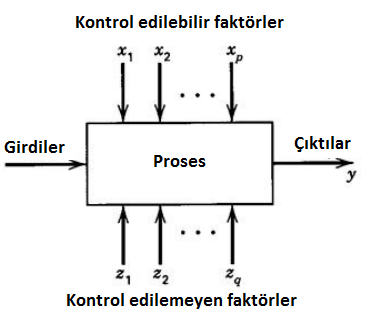 Kontrol edilebilir faktörler
x1 x2 xp
. . .
Girdiler
Proses
Çıktılar
y
. . .
z1 z2 zq
Kontrol edilemeyen faktörler